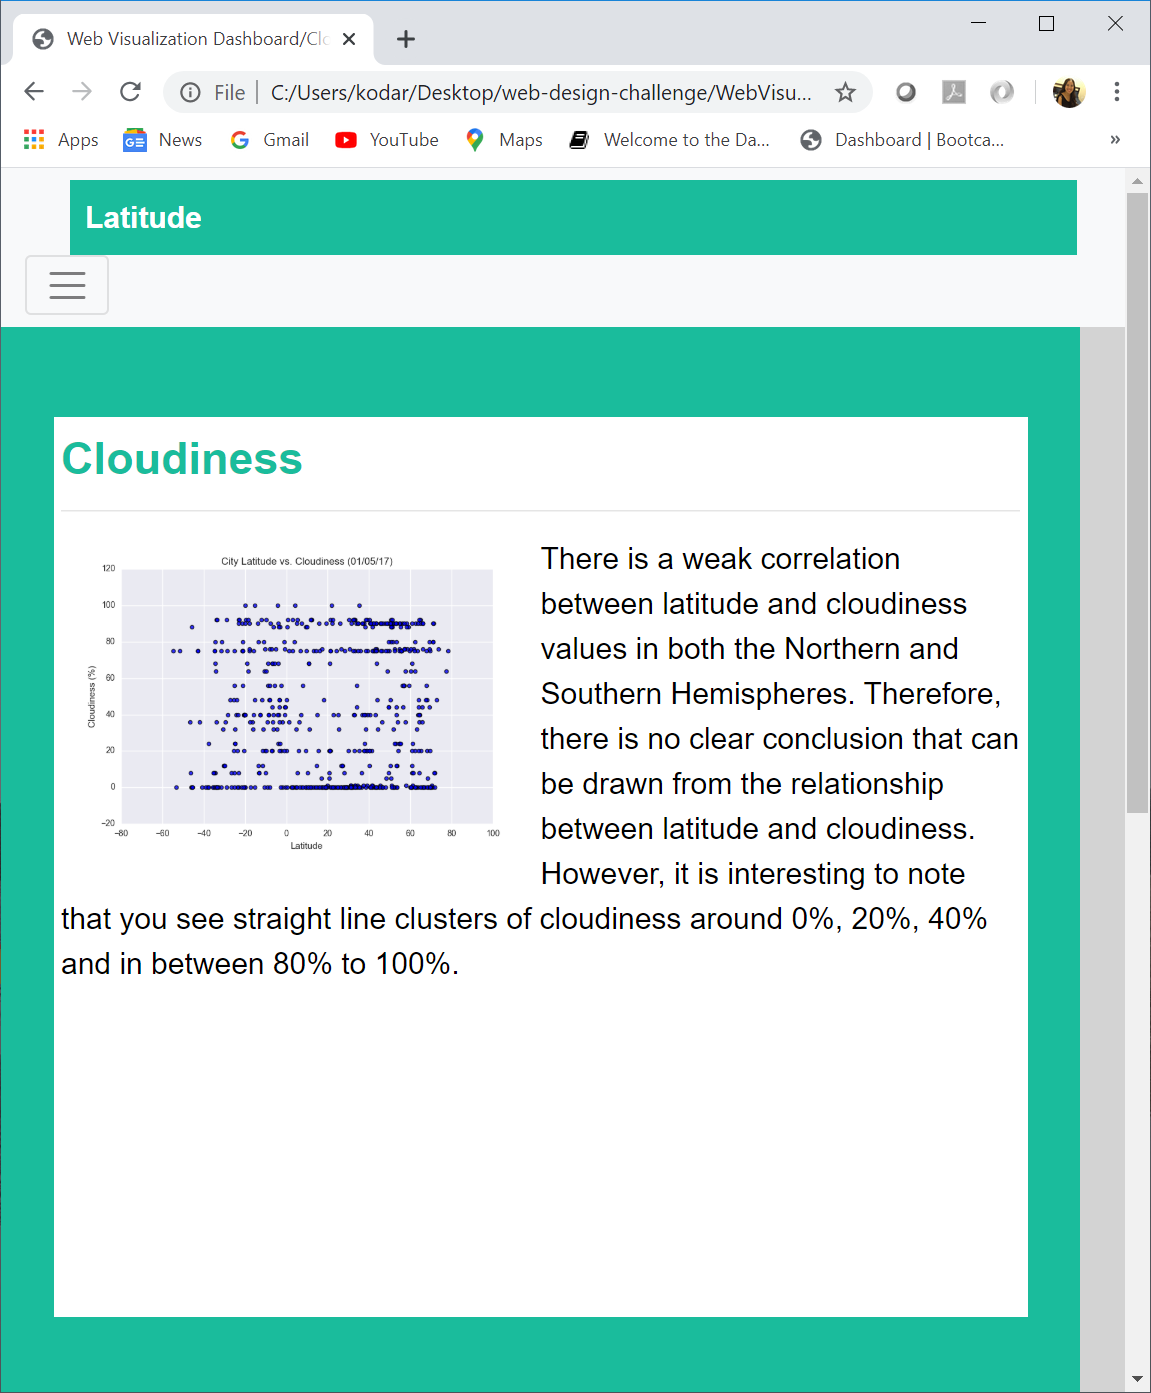 Web Visualization Dashboard/Clo
File
C:/Users/kodar/Desktop/web-design-challenge/WebVisu...
Apps
News
Gmail
YouTube
Maps
Welcome to the Da...
Dashboard | Bootca...
»
Latitude
Cloudiness
City Latitude vs. Cloudiness (01/05/17)
120
100
80
60
40
20
0
−20
Cloudiness (%)
−80 −60 −40 −20 0 20 40 60 80 100
Latitude
There is a weak correlation
between latitude and cloudiness
values in both the Northern and
Southern Hemispheres. Therefore,
there is no clear conclusion that can
be drawn from the relationship
between latitude and cloudiness.
However, it is interesting to note
that you see straight line clusters of cloudiness around 0%, 20%, 40%
and in between 80% to 100%.